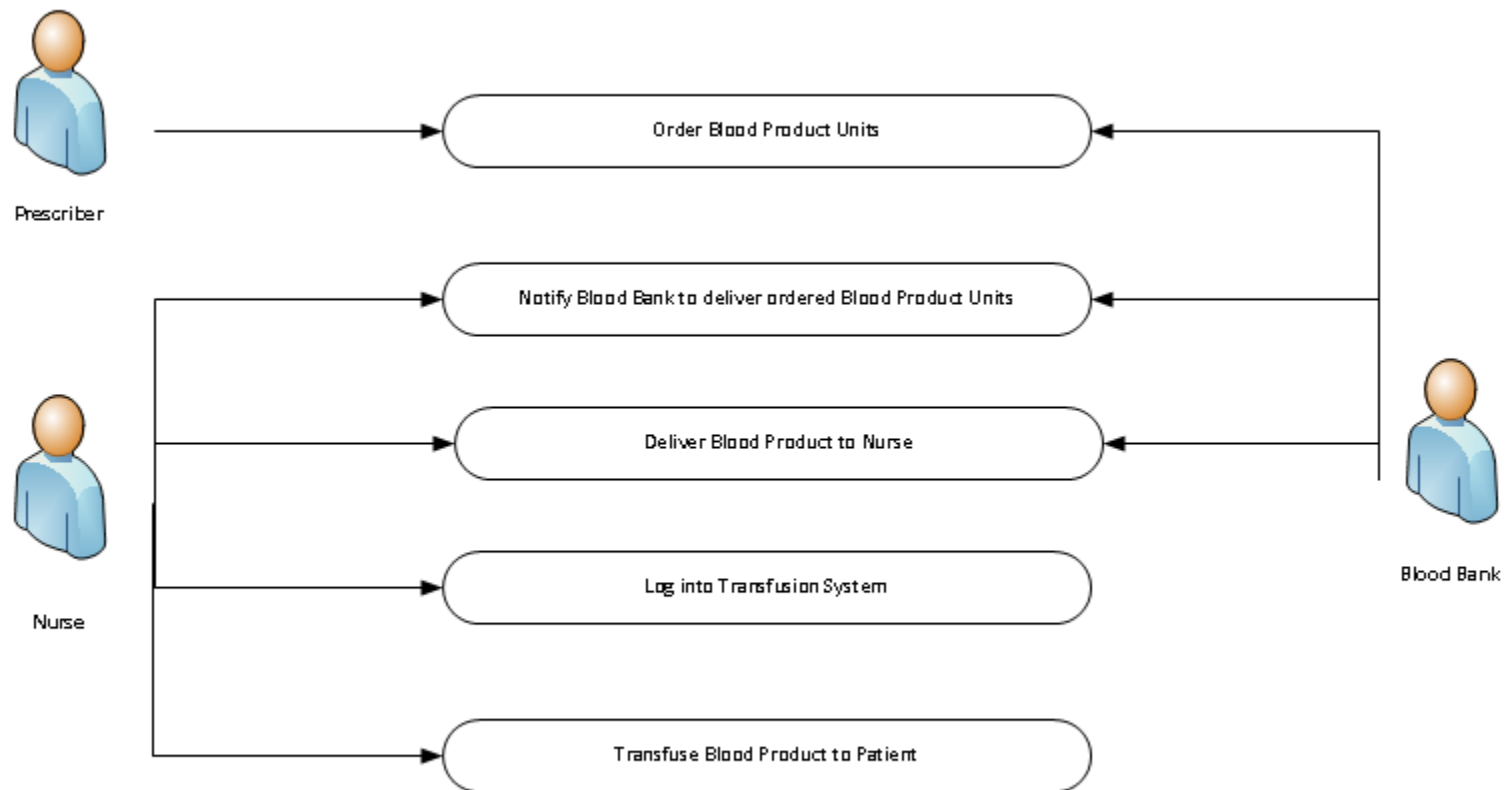 Order Blood Product Units
Prescriber
Notify Blood Bank to deliver ordered Blood Product Units
Deliver Blood Product to Nurse
Log into Transfusion System
Blood Bank
Nurse
Transfuse Blood Product to Patient